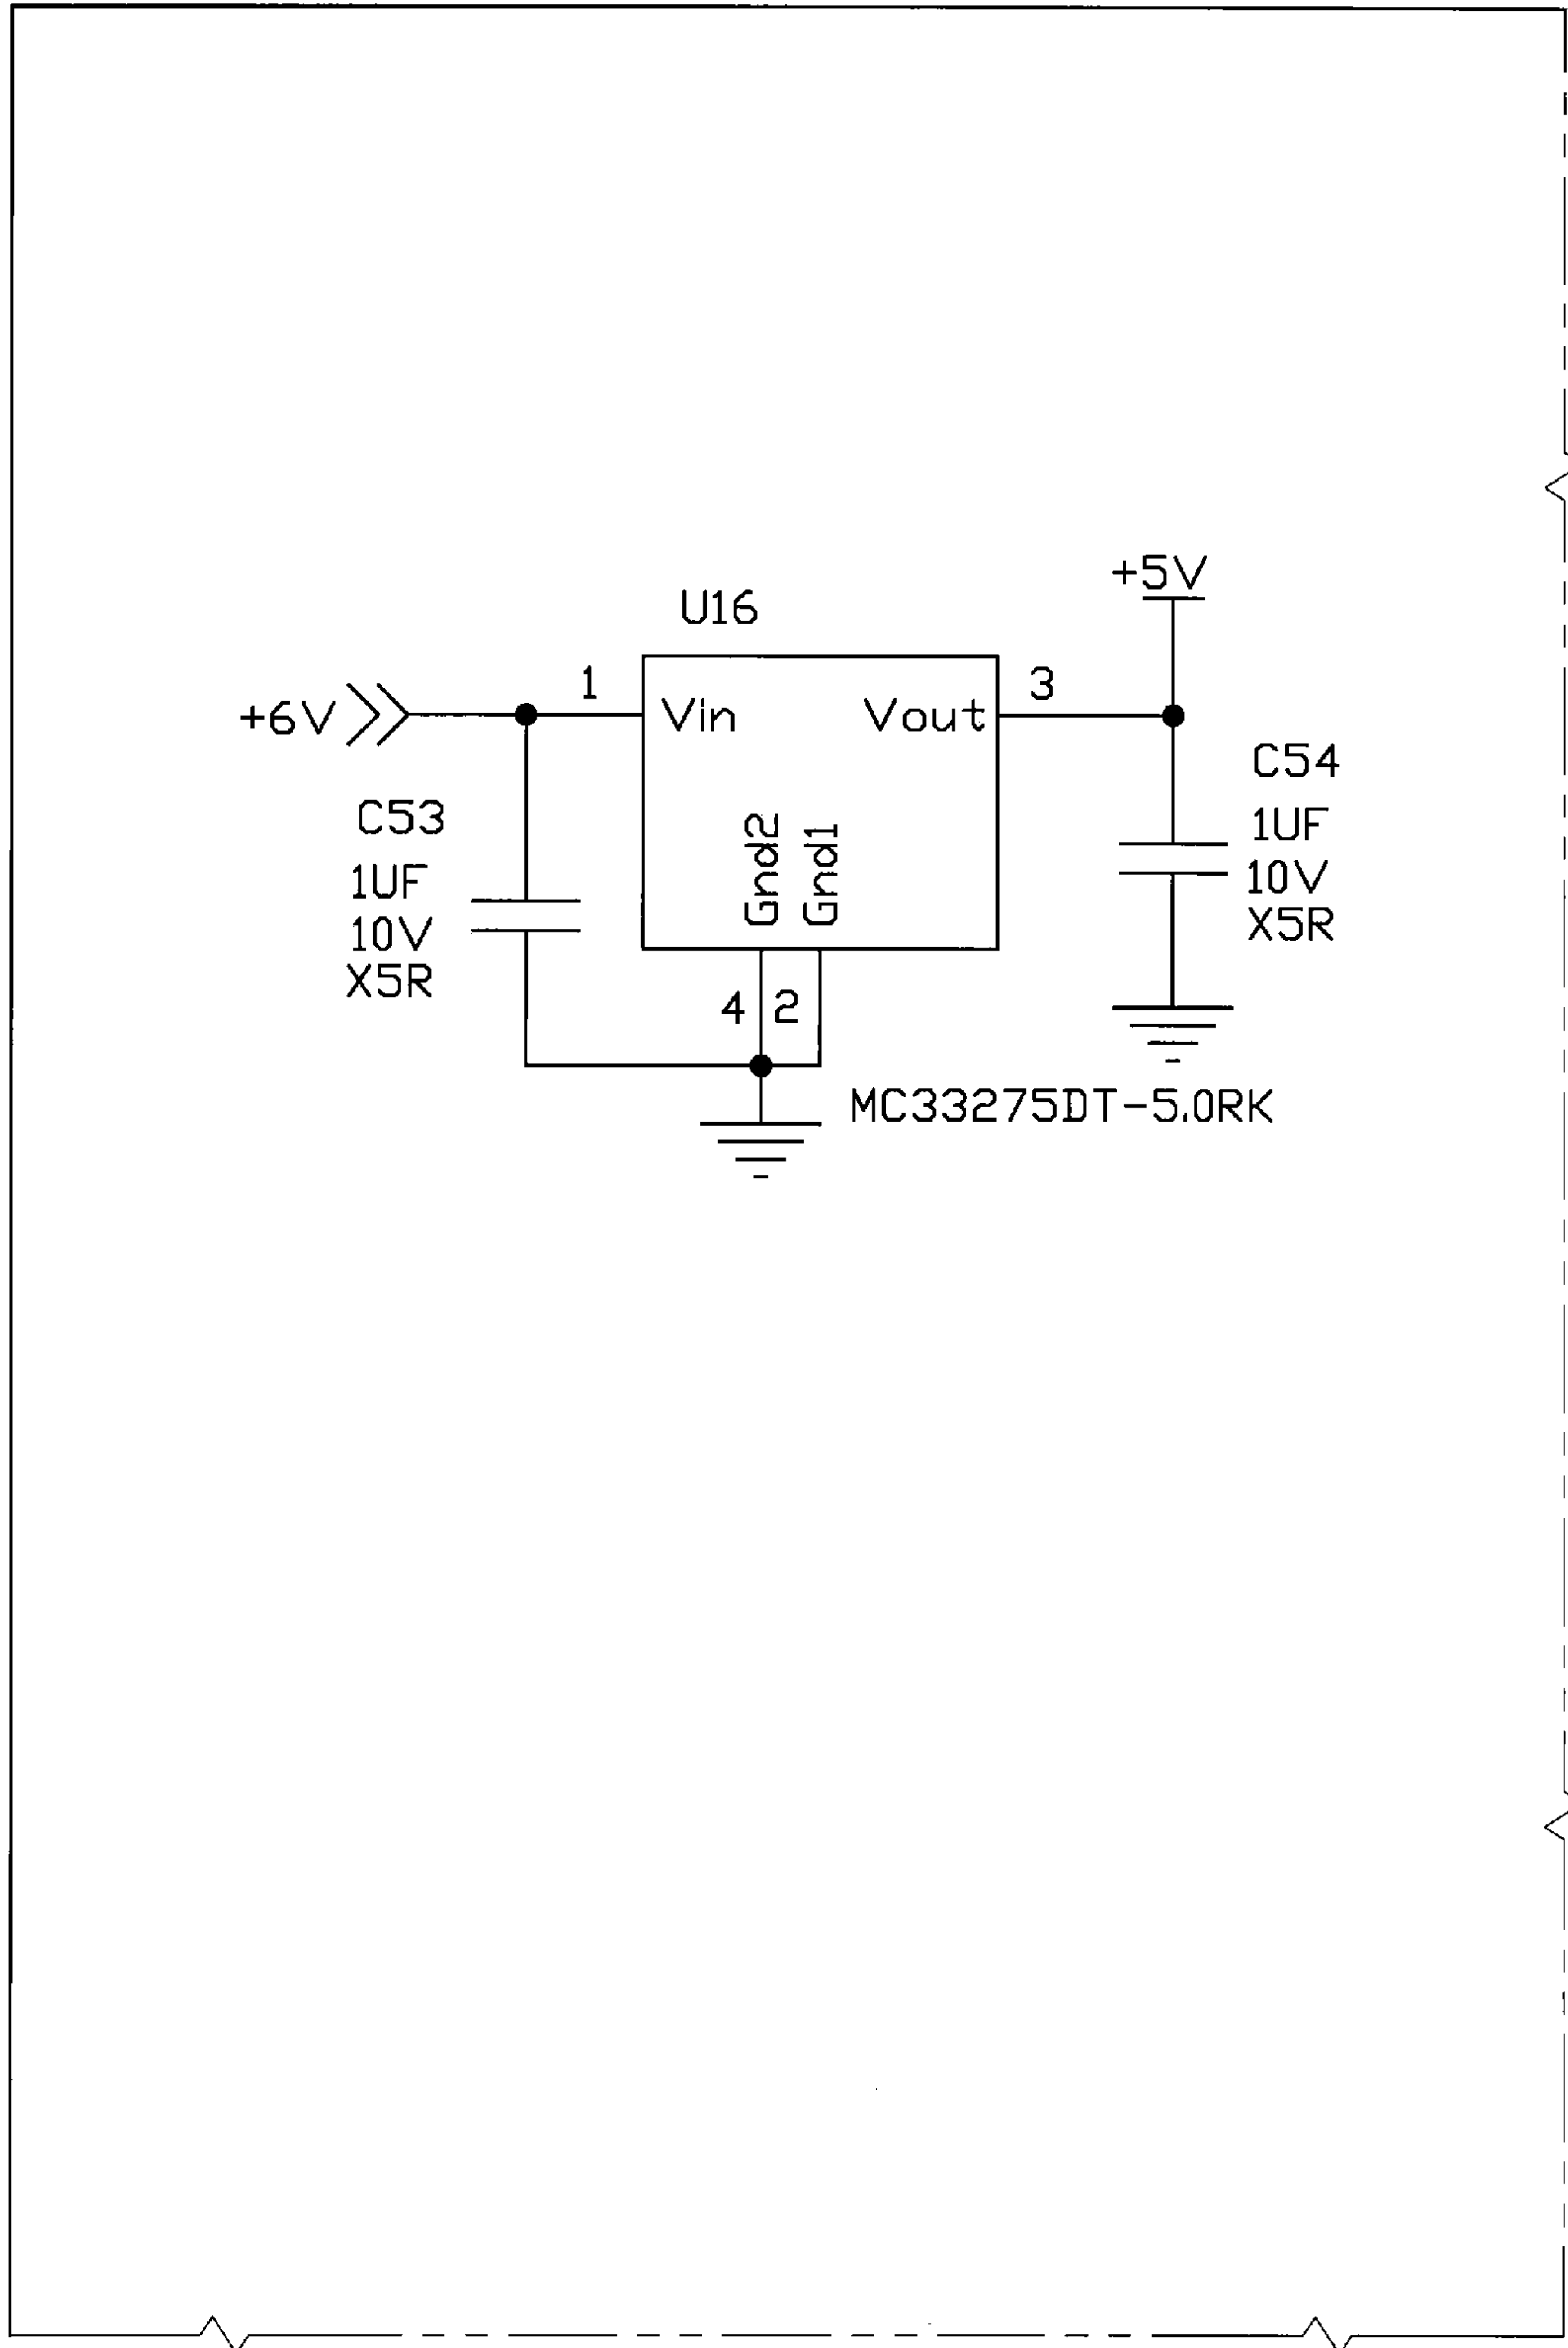 +5V
U16
1
3
+6V
Vin
Vout
C54
1UF
10V
X5R
C53
1UF
10V
X5R
Gnd2
Gnd1
4
2
MC33275DT-5.0RK